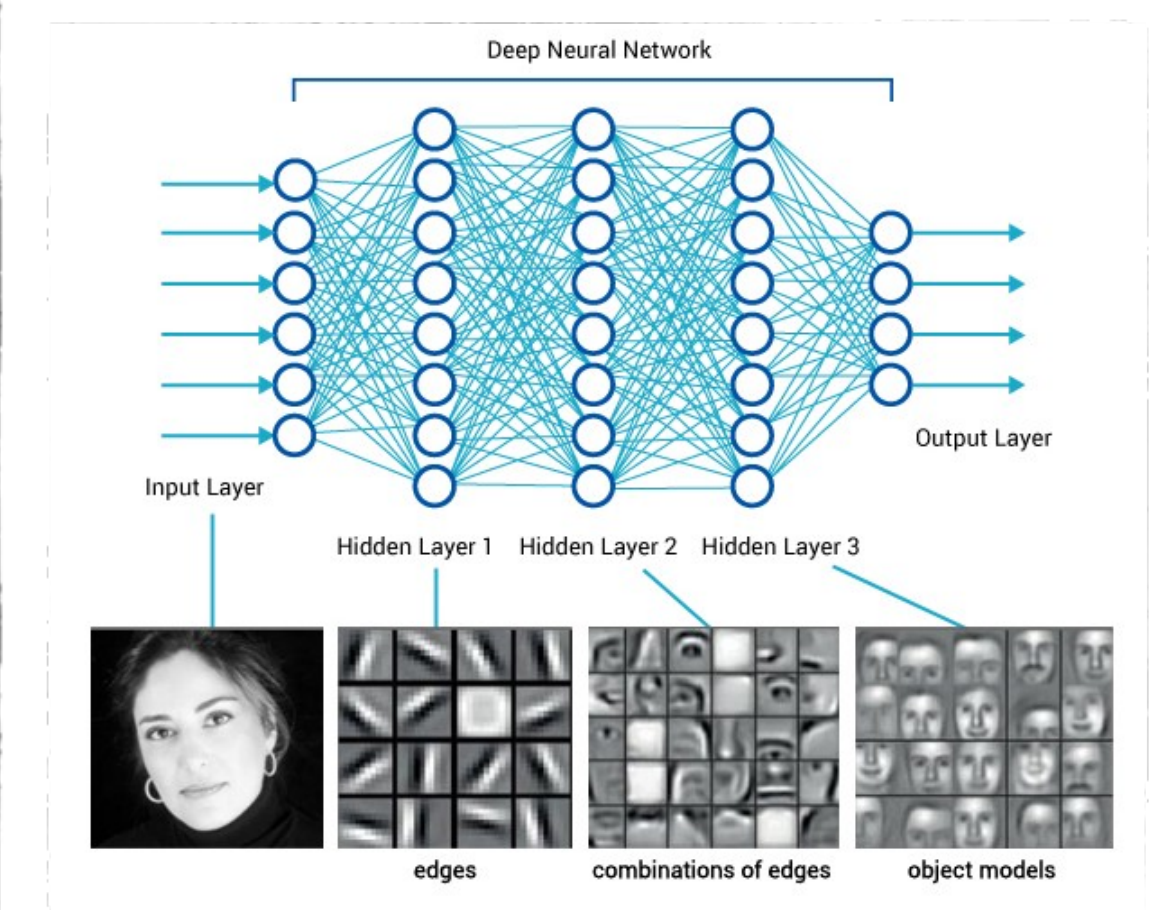 Deep Neural Network
Output Layer
Input Layer
Hidden Layer 1 Hidden Layer 2 Hidden Layer 3
edges combinations of edges object models